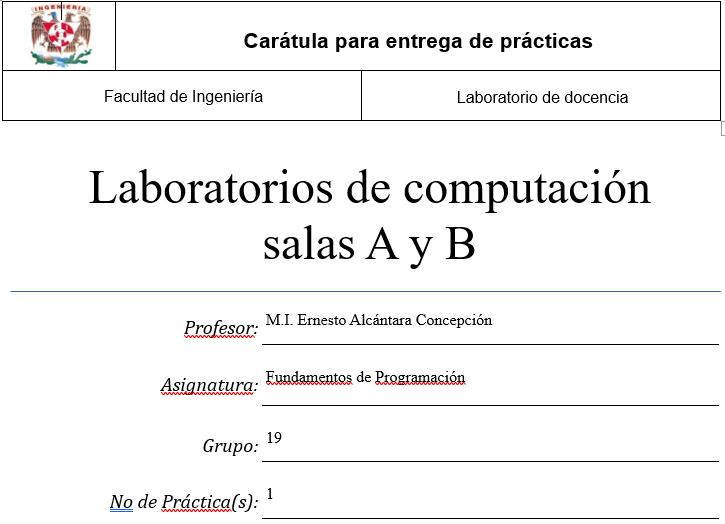 INGENIERIA
Carátula para entrega de prácticas
Facultad de Ingeniería
Laboratorio de docencia
Laboratorios de computación
salas A y B
Profesor: M.I. Ernesto Alcántara Concepción
Asignatura: Fundamentos de Programación
Grupo: 19
No de Práctica(s): 1